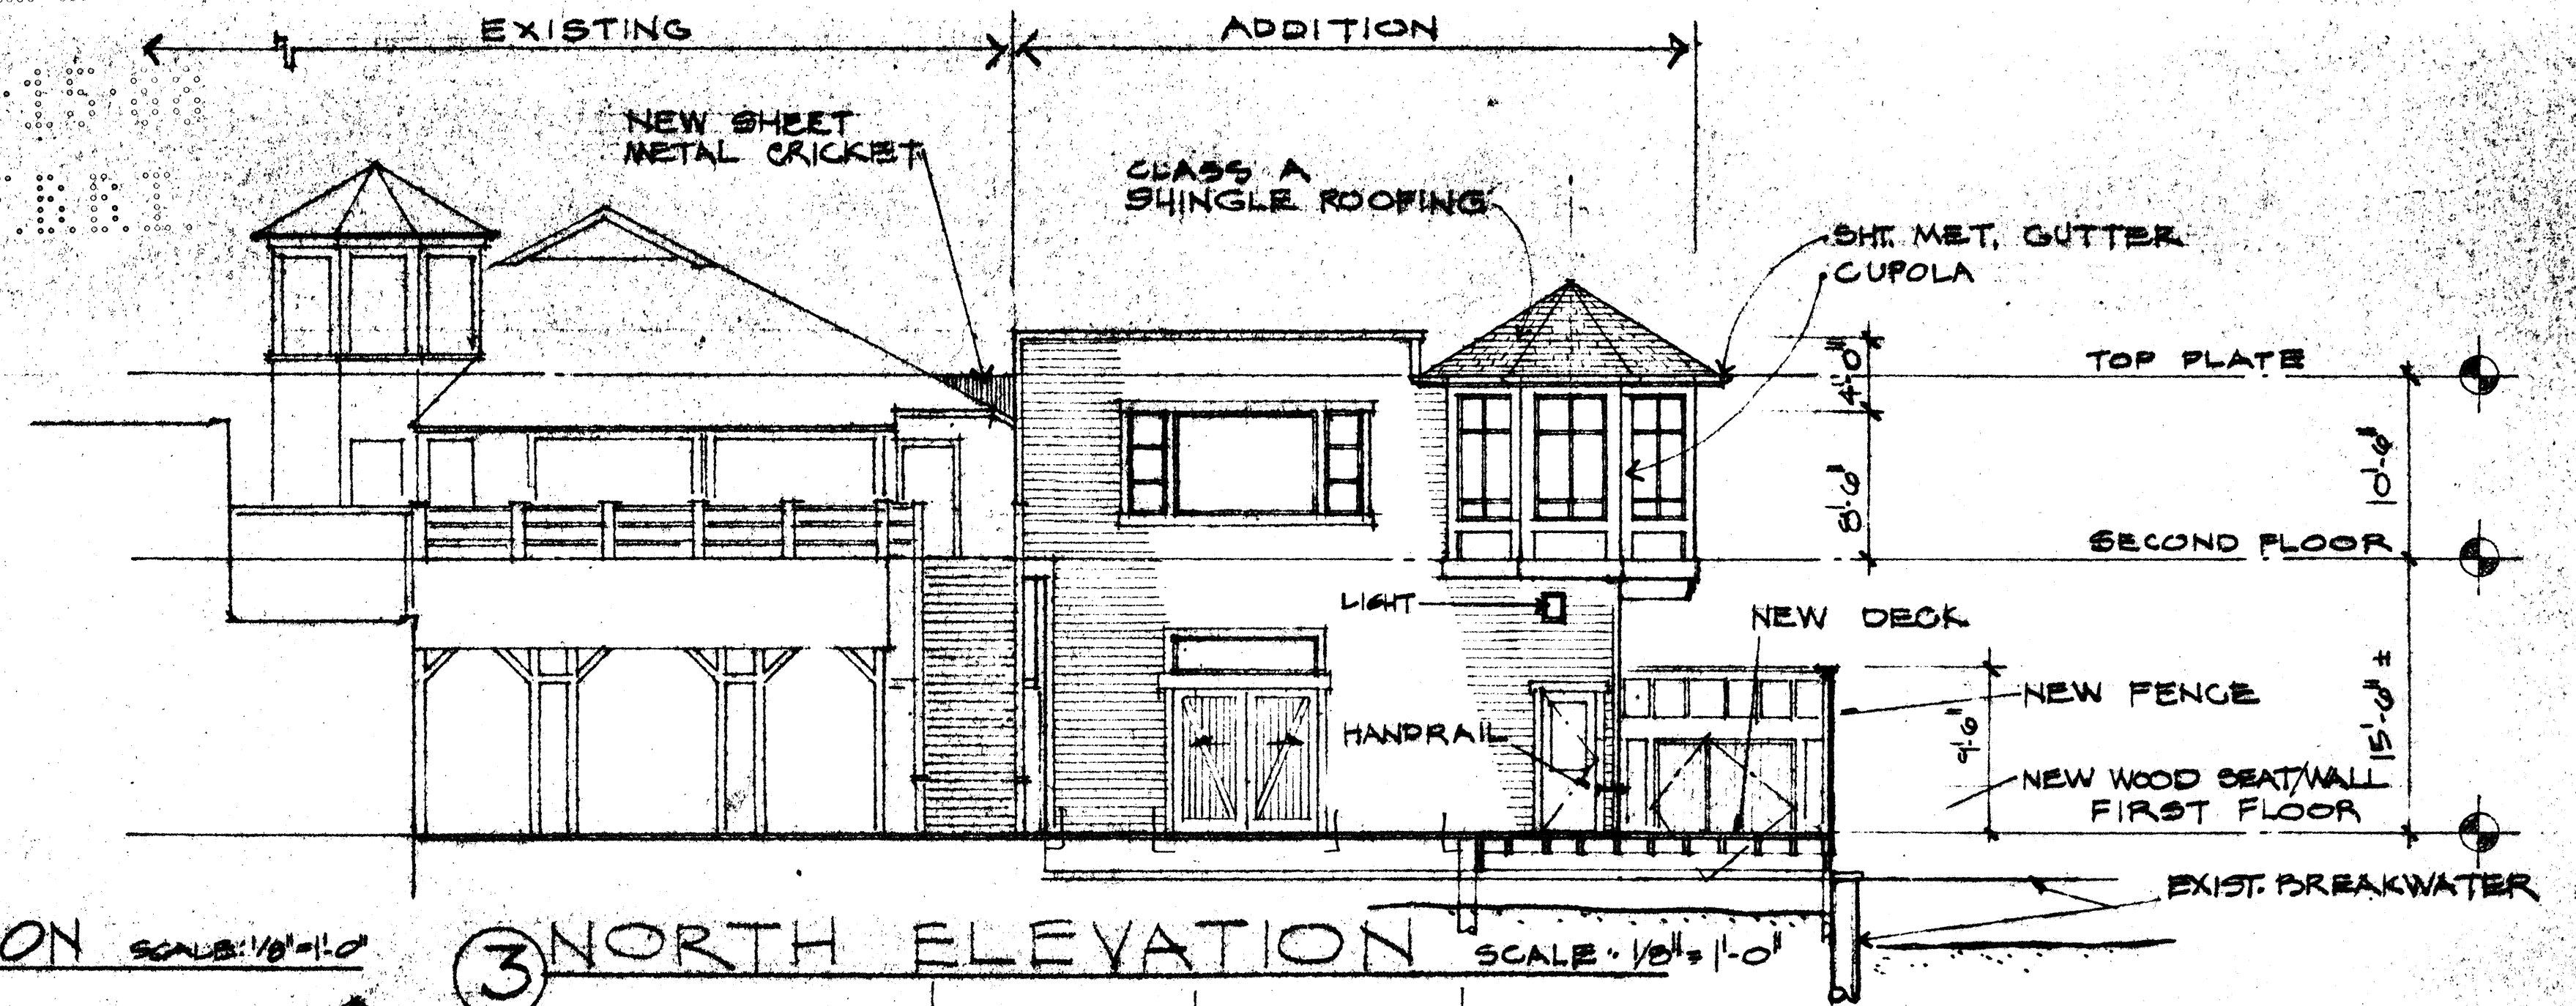 EXISTING
ADDITION
NEW SHEET
METAL CRICKET
CLASS A
SHINGLE ROOFING
SHT. MET. GUTTER
CUPOLA
4'-0"
TOP PLATE
8'-6"
10'-6"
SECOND FLOOR
LIGHT
NEW DECK
NEW FENCE
HANDRAIL
9'-6"
15'-6" ±
NEW WOOD SEAT/WALL
FIRST FLOOR
EXIST. BREAKWATER
ON SCALE: 1/8"=1'-0"
3 NORTH ELEVATION SCALE: 1/8"= 1'-0"